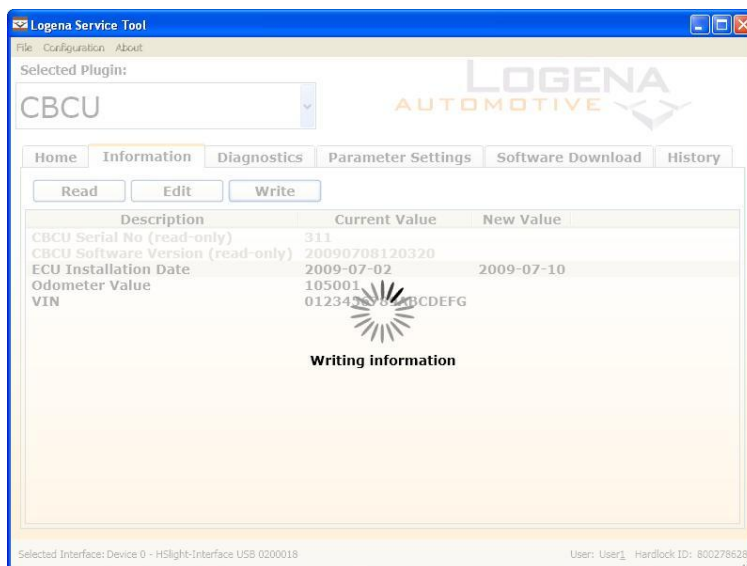 Logena Service Tool
File Configuration About
Selected Plugin:
LOGENA
AUTOMOTIVE
CBCU
Home Information Diagnostics Parameter Settings Software Download History
Read Edit Write
Description Current Value New Value
CBCU Serial No (read-only) 311
CBCU Software Version (read-only) 20090708120320
ECU Installation Date 2009-07-02 2009-07-10
Odometer Value 105001
VIN
Writing information
Selected Interface: Device 0 - HSlight-Interface USB 0200018 User: User1 Hardlock ID: 800278628